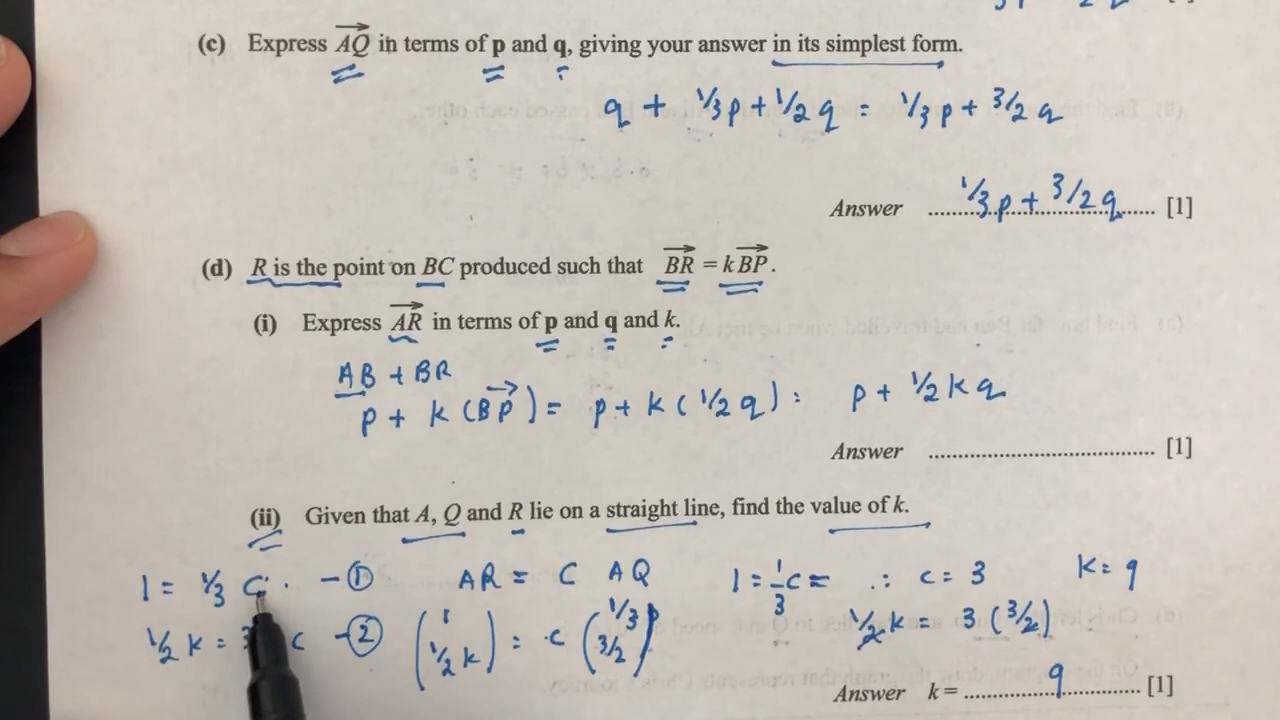 (c) Express AQ in terms of p and q, giving your answer in its simplest form.
q + 1/3 p + 1/2 q = 1/3 p + 3/2 q
Answer 1/3 p + 3/2 q [1]
(d) R is the point on BC produced such that BR = kBP.
(i) Express AR in terms of p and q and k.
AB + BR
p + k (BP) = p + k (1/2 q) = p + 1/2 k q
Answer [1]
(ii) Given that A, Q and R lie on a straight line, find the value of k.
1 = 1/3 C. - ① AR = C AQ 1 = 1/3 c = ∴ c = 3 k = 9
1/2 k = 3 c - ② (1 1/2 k) = c (1/3 p 3/2) 1/2 k = 3 (3/2)
Answer k = 9 [1]